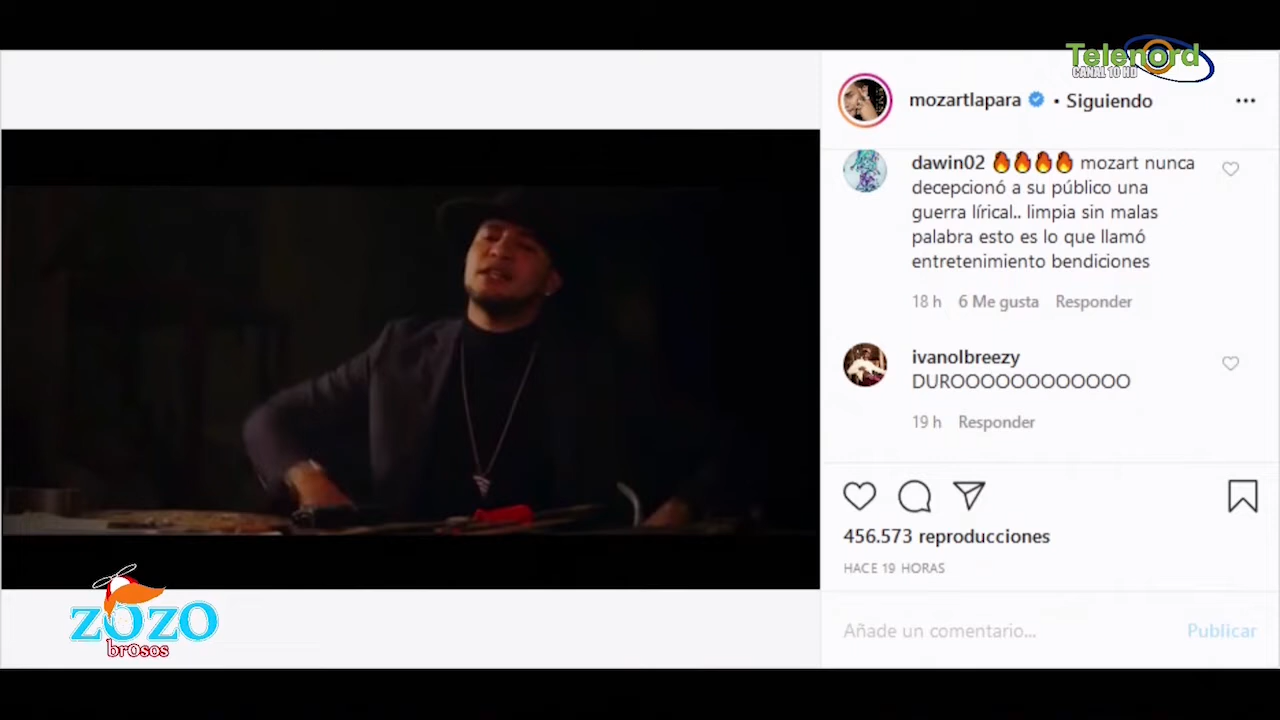 Telenord
CANAL 10 HD
mozartlapara • Siguiendo
dawin02 🔥🔥🔥🔥 mozart nunca
decepcionó a su público una
guerra lírical.. limpia sin malas
palabra esto es lo que llamó
entretenimiento bendiciones
18 h 6 Me gusta Responder
ivanolbreezy
DUROOOOOOOOOOOO
19 h Responder
456.573 reproducciones
HACE 19 HORAS
Añade un comentario... Publicar
ZOZO
brOsos